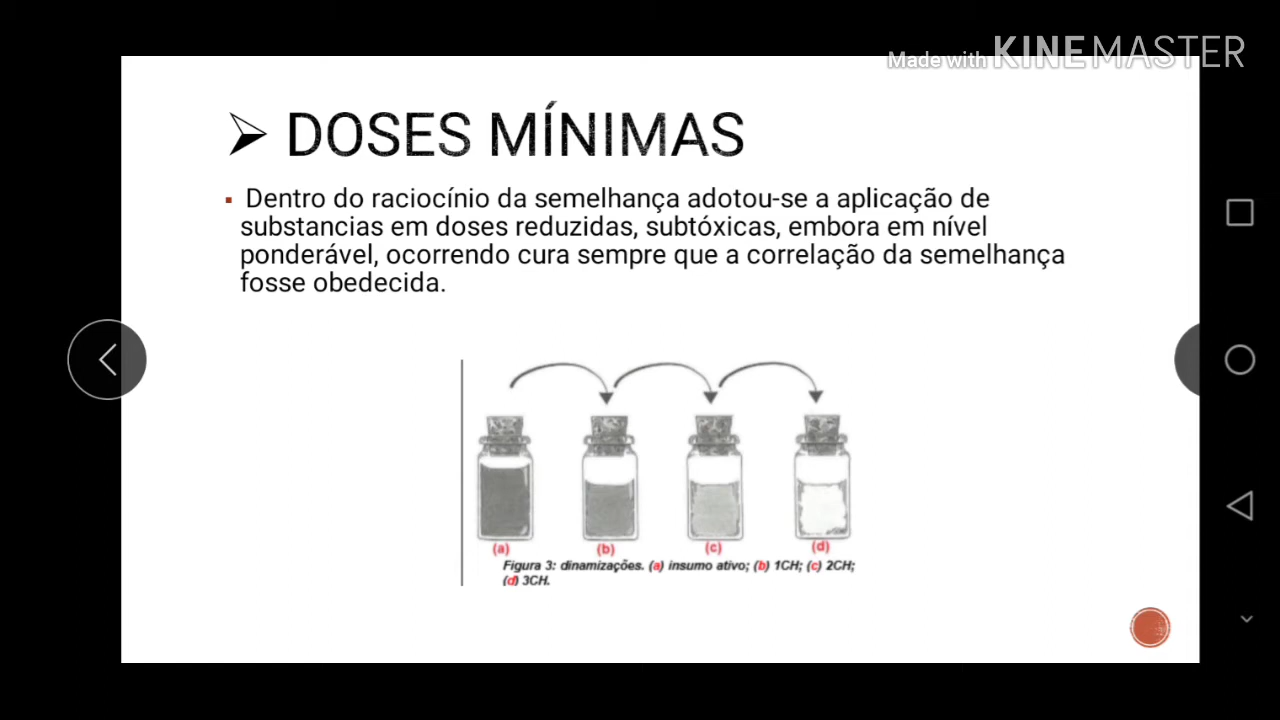 Made with KINEMASTER
DOSES MÍNIMAS
Dentro do raciocínio da semelhança adotou-se a aplicação de
substancias em doses reduzidas, subtóxicas, embora em nível
ponderável, ocorrendo cura sempre que a correlação da semelhança
fosse obedecida.
(a) (b) (c) (d)
Figura 3: dinamizações. (a) insumo ativo; (b) 1CH; (c) 2CH;
(d) 3CH.